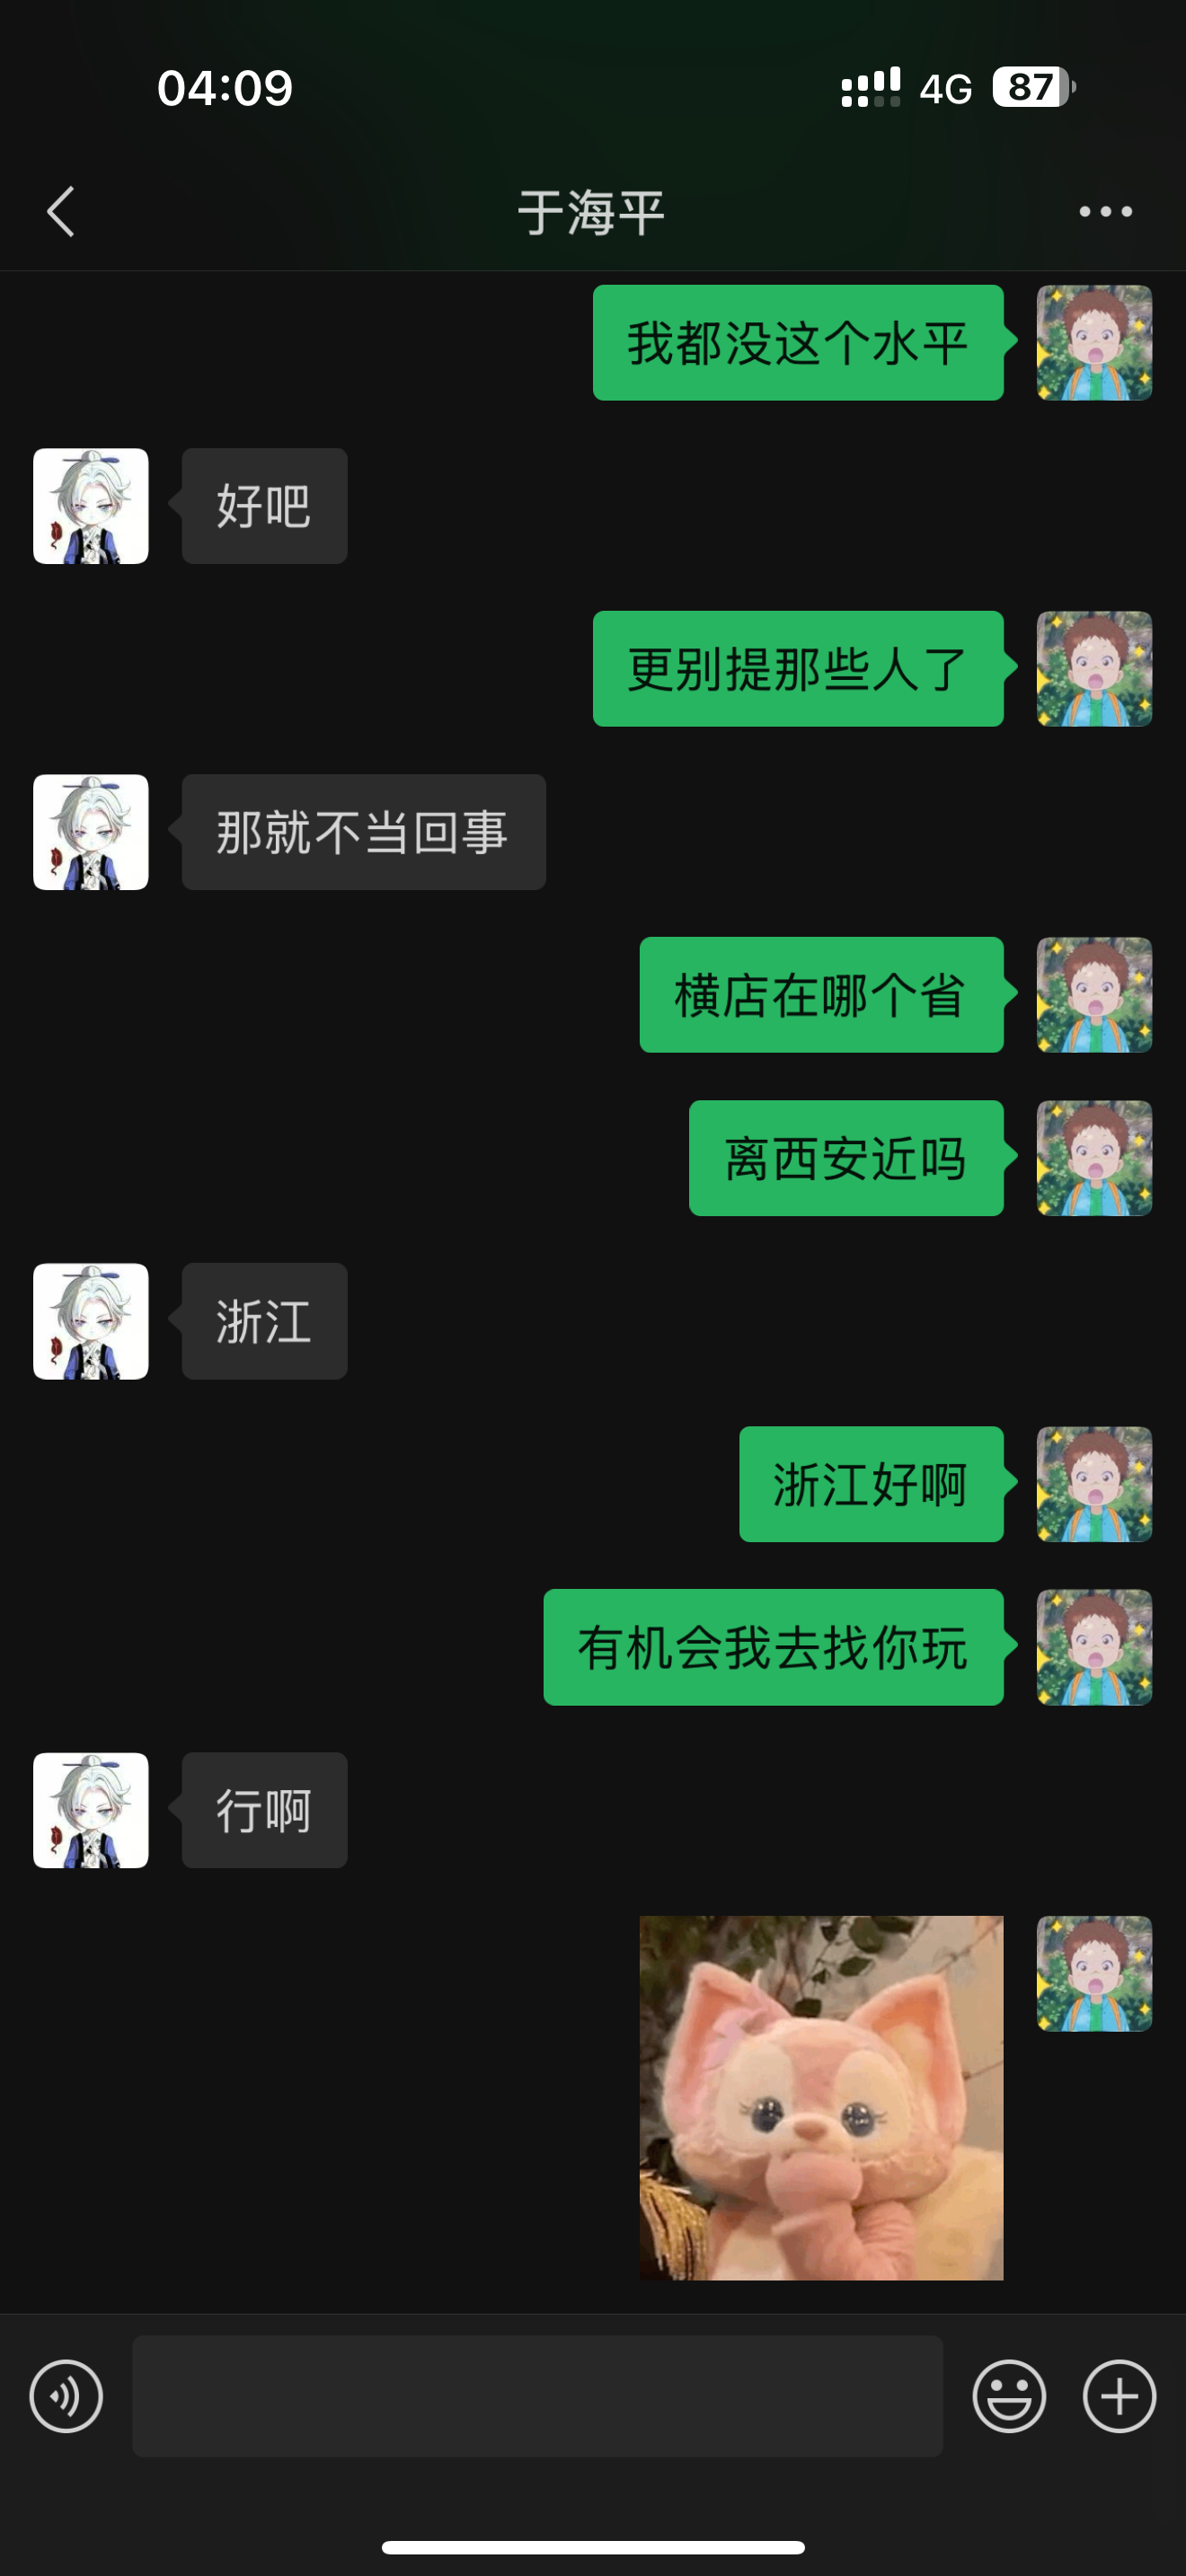 04:09
4G 87
于海平
我都没这个水平
好吧
更别提那些人了
那就不当回事
横店在哪个省
离西安近吗
浙江
浙江好啊
有机会我去找你玩
行啊